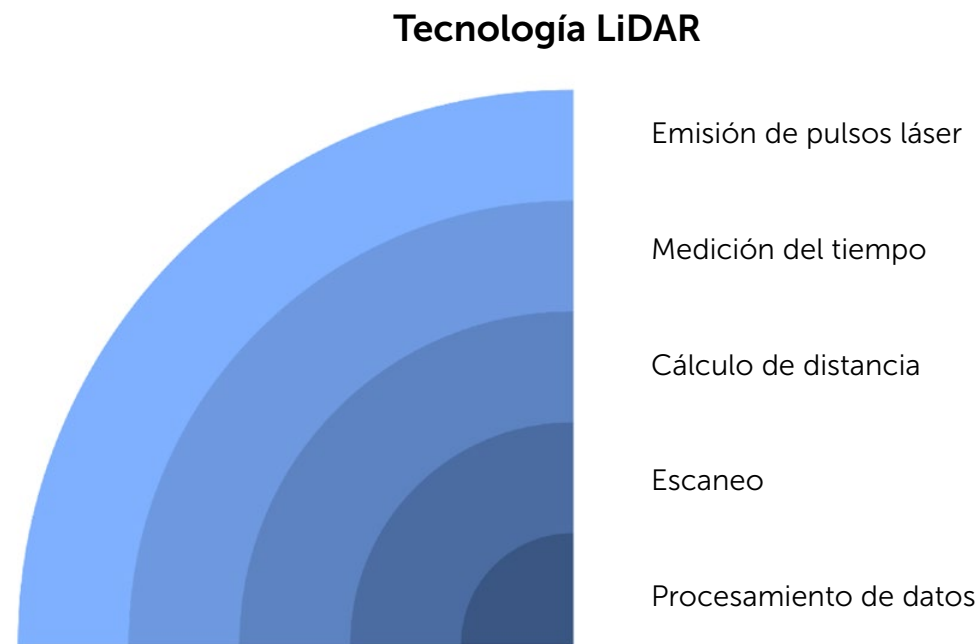 Tecnología LiDAR
Emisión de pulsos láser
Medición del tiempo
Cálculo de distancia
Escaneo
Procesamiento de datos